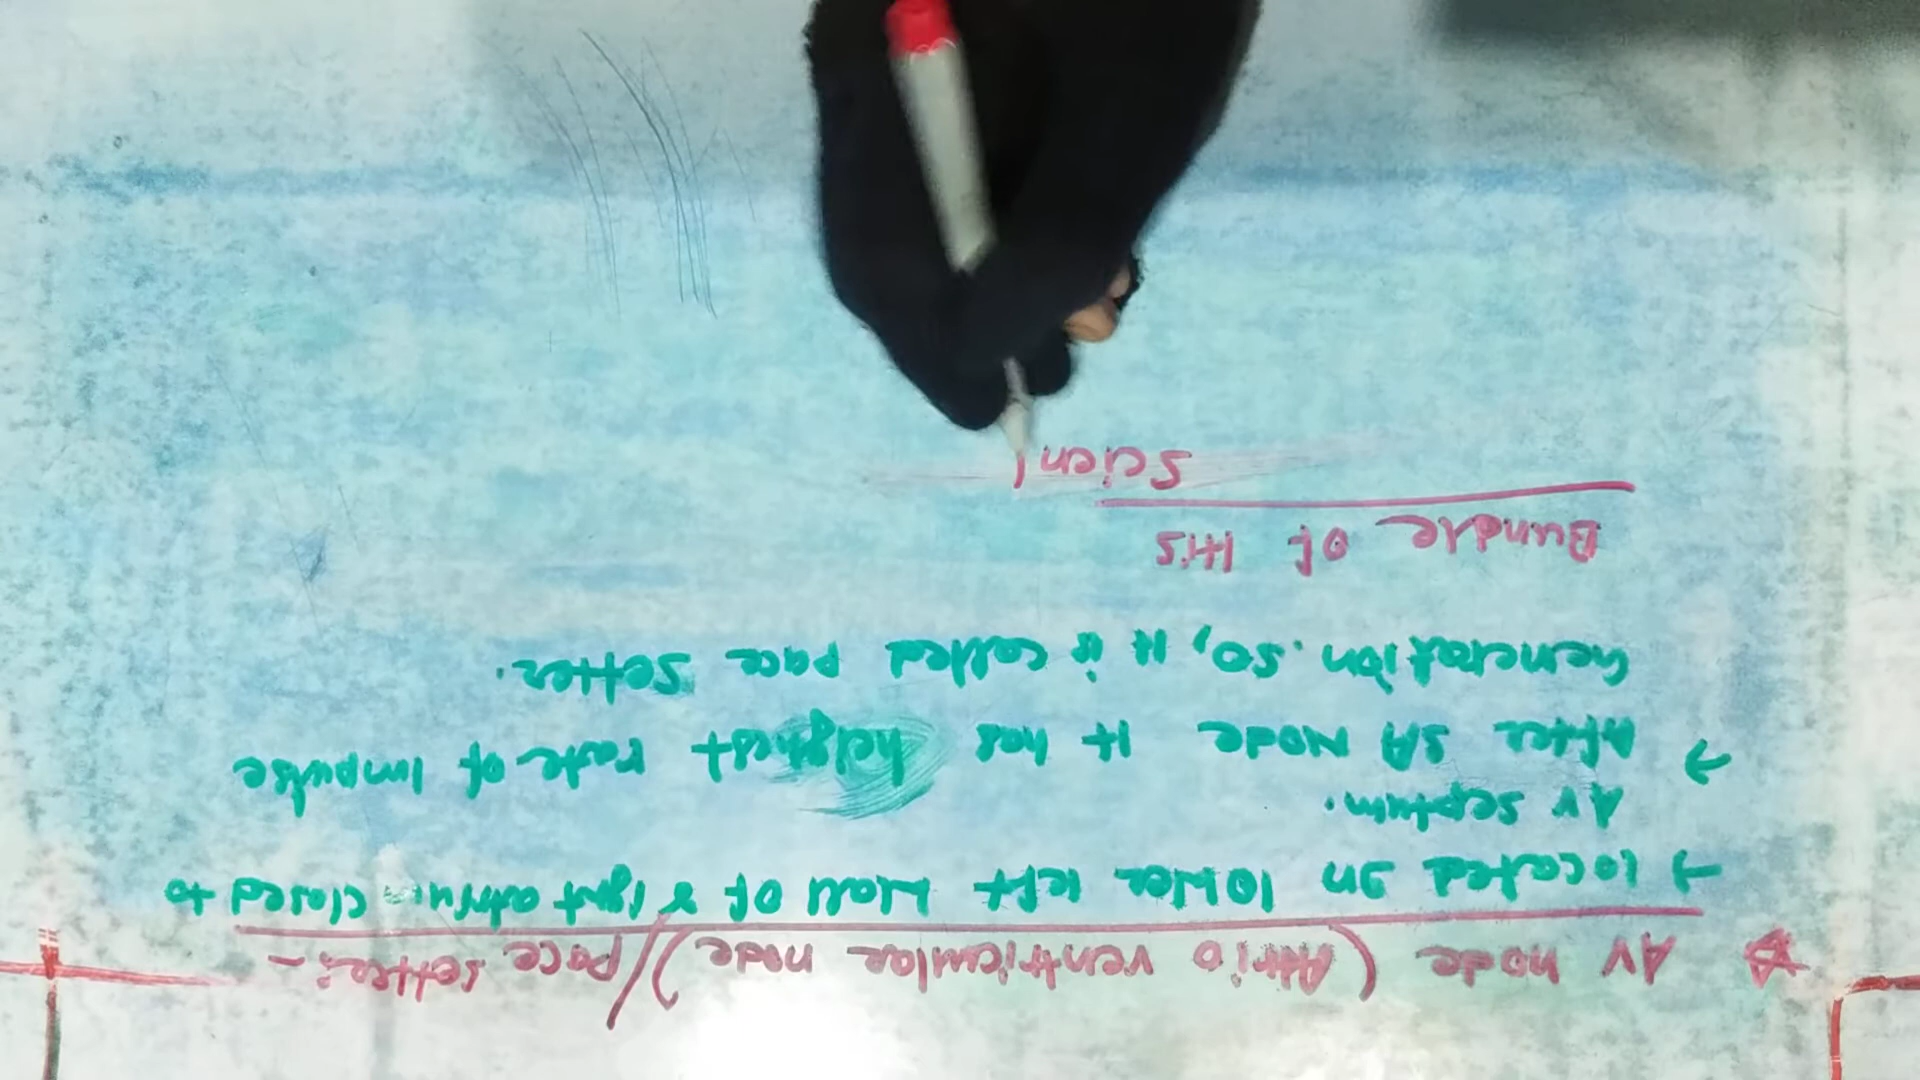 AV node (Atrio ventricular node)/pace setter:-
→ located in lower left wall of right atrium closed to
AV septum.
→ After SA Node it has heighest rate of impulse
Generation. So, it is called pace setter.
Bundle of His
Scien